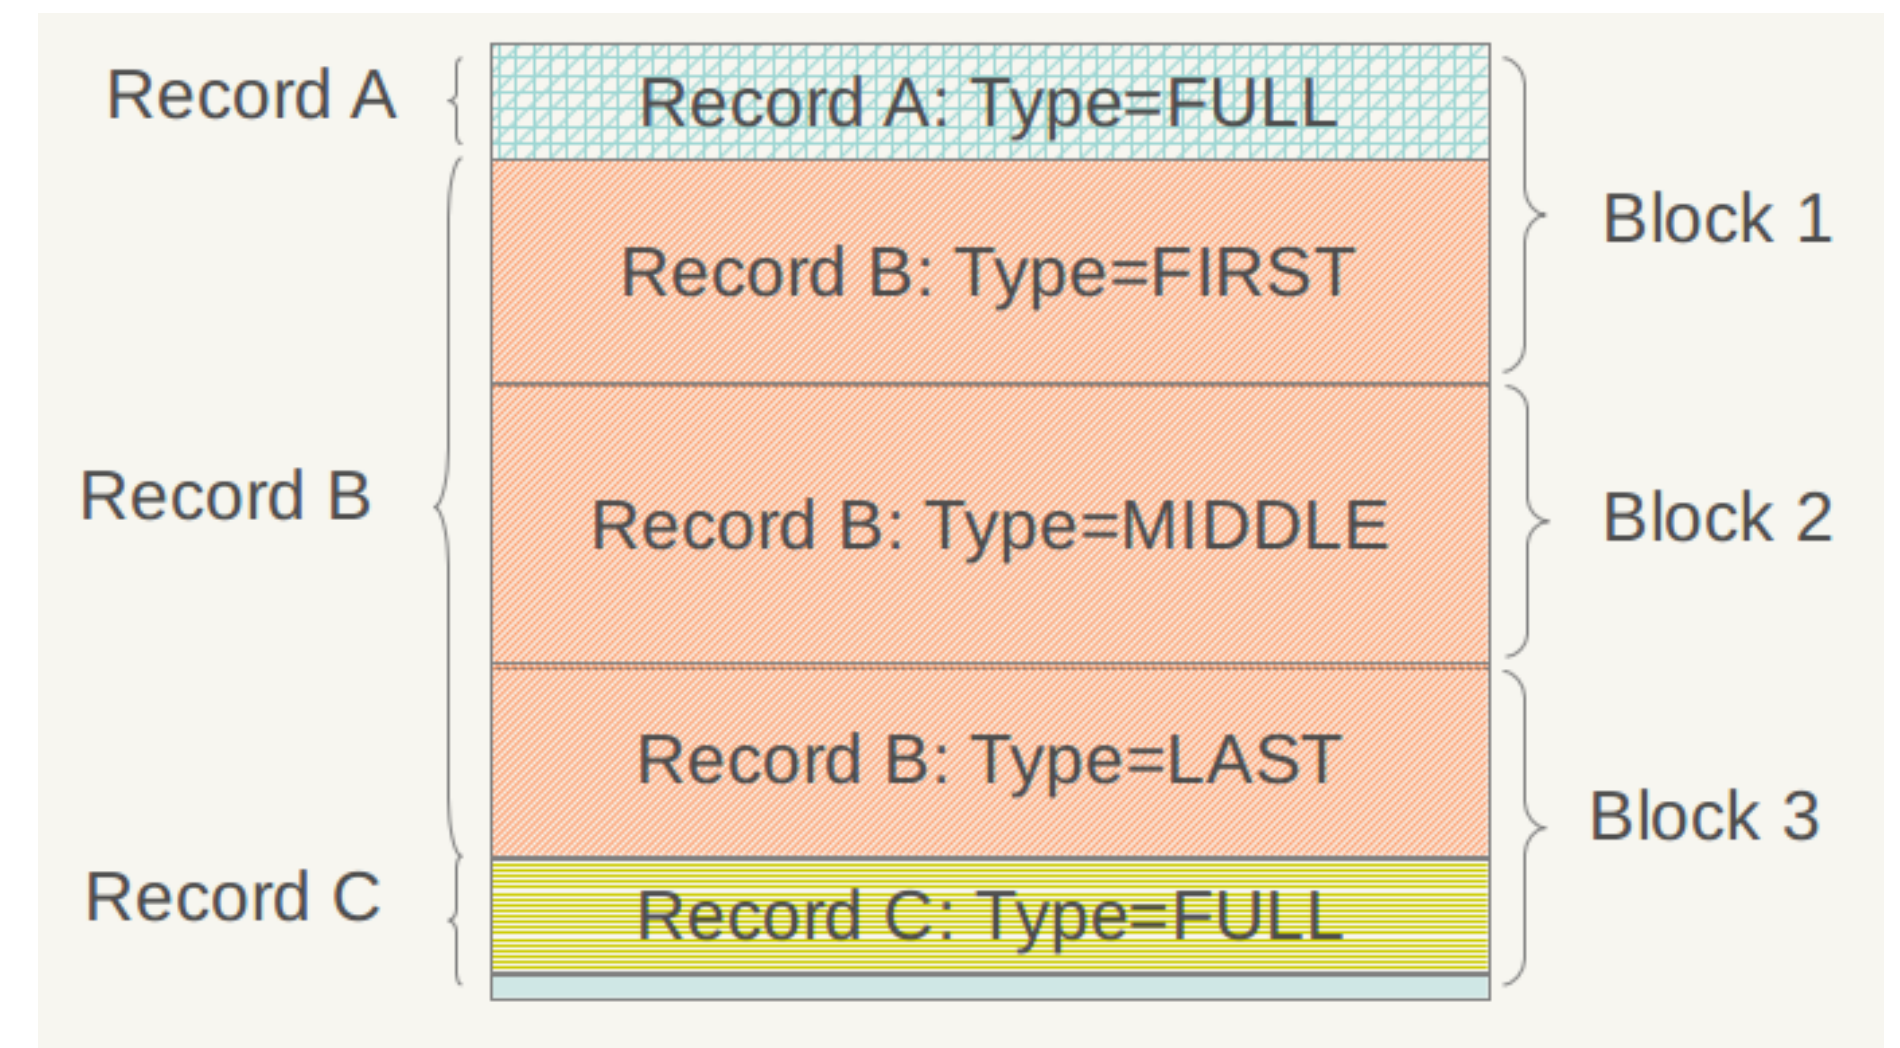 Record A
Record A: Type=FULL
Block 1
Record B: Type=FIRST
Record B
Record B: Type=MIDDLE
Block 2
Record B: Type=LAST
Block 3
Record C
Record C: Type=FULL